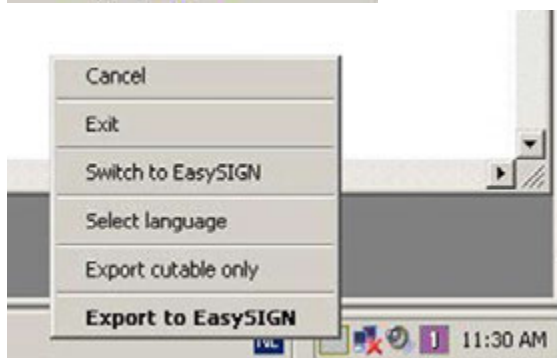 Cancel
Exit
Switch to EasySIGN
Select language
Export cutable only
Export to EasySIGN
11:30 AM